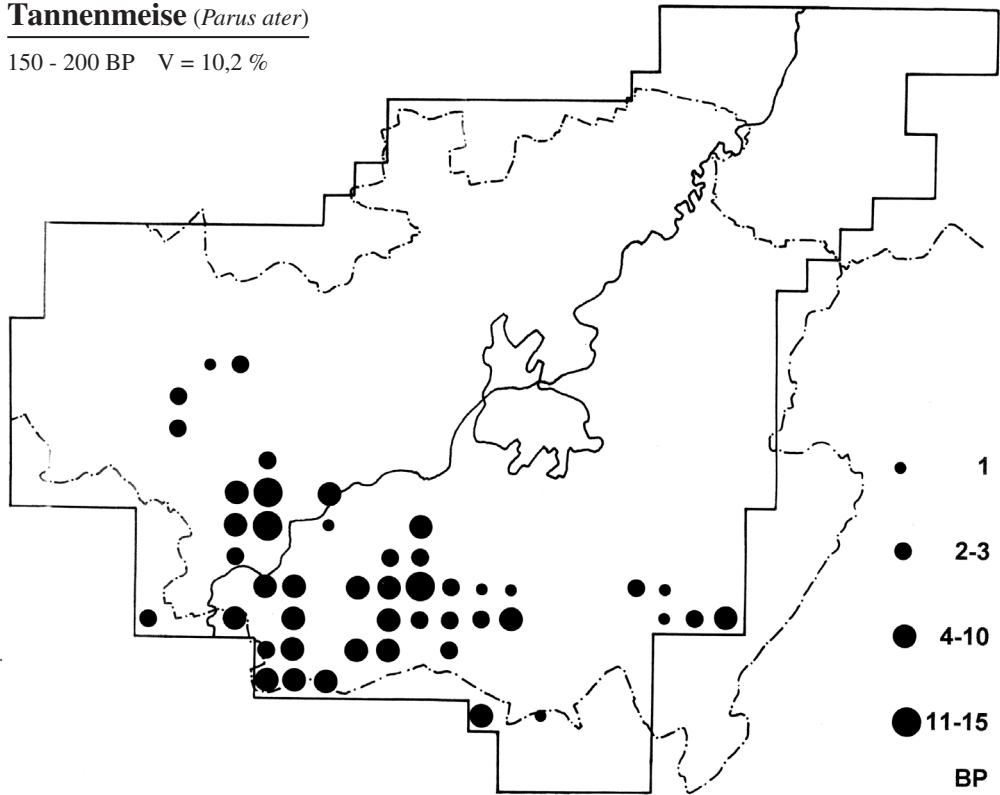 Tannenmeise (Parus ater)
150 - 200 BP V = 10,2 %
1
2-3
4-10
11-15
BP